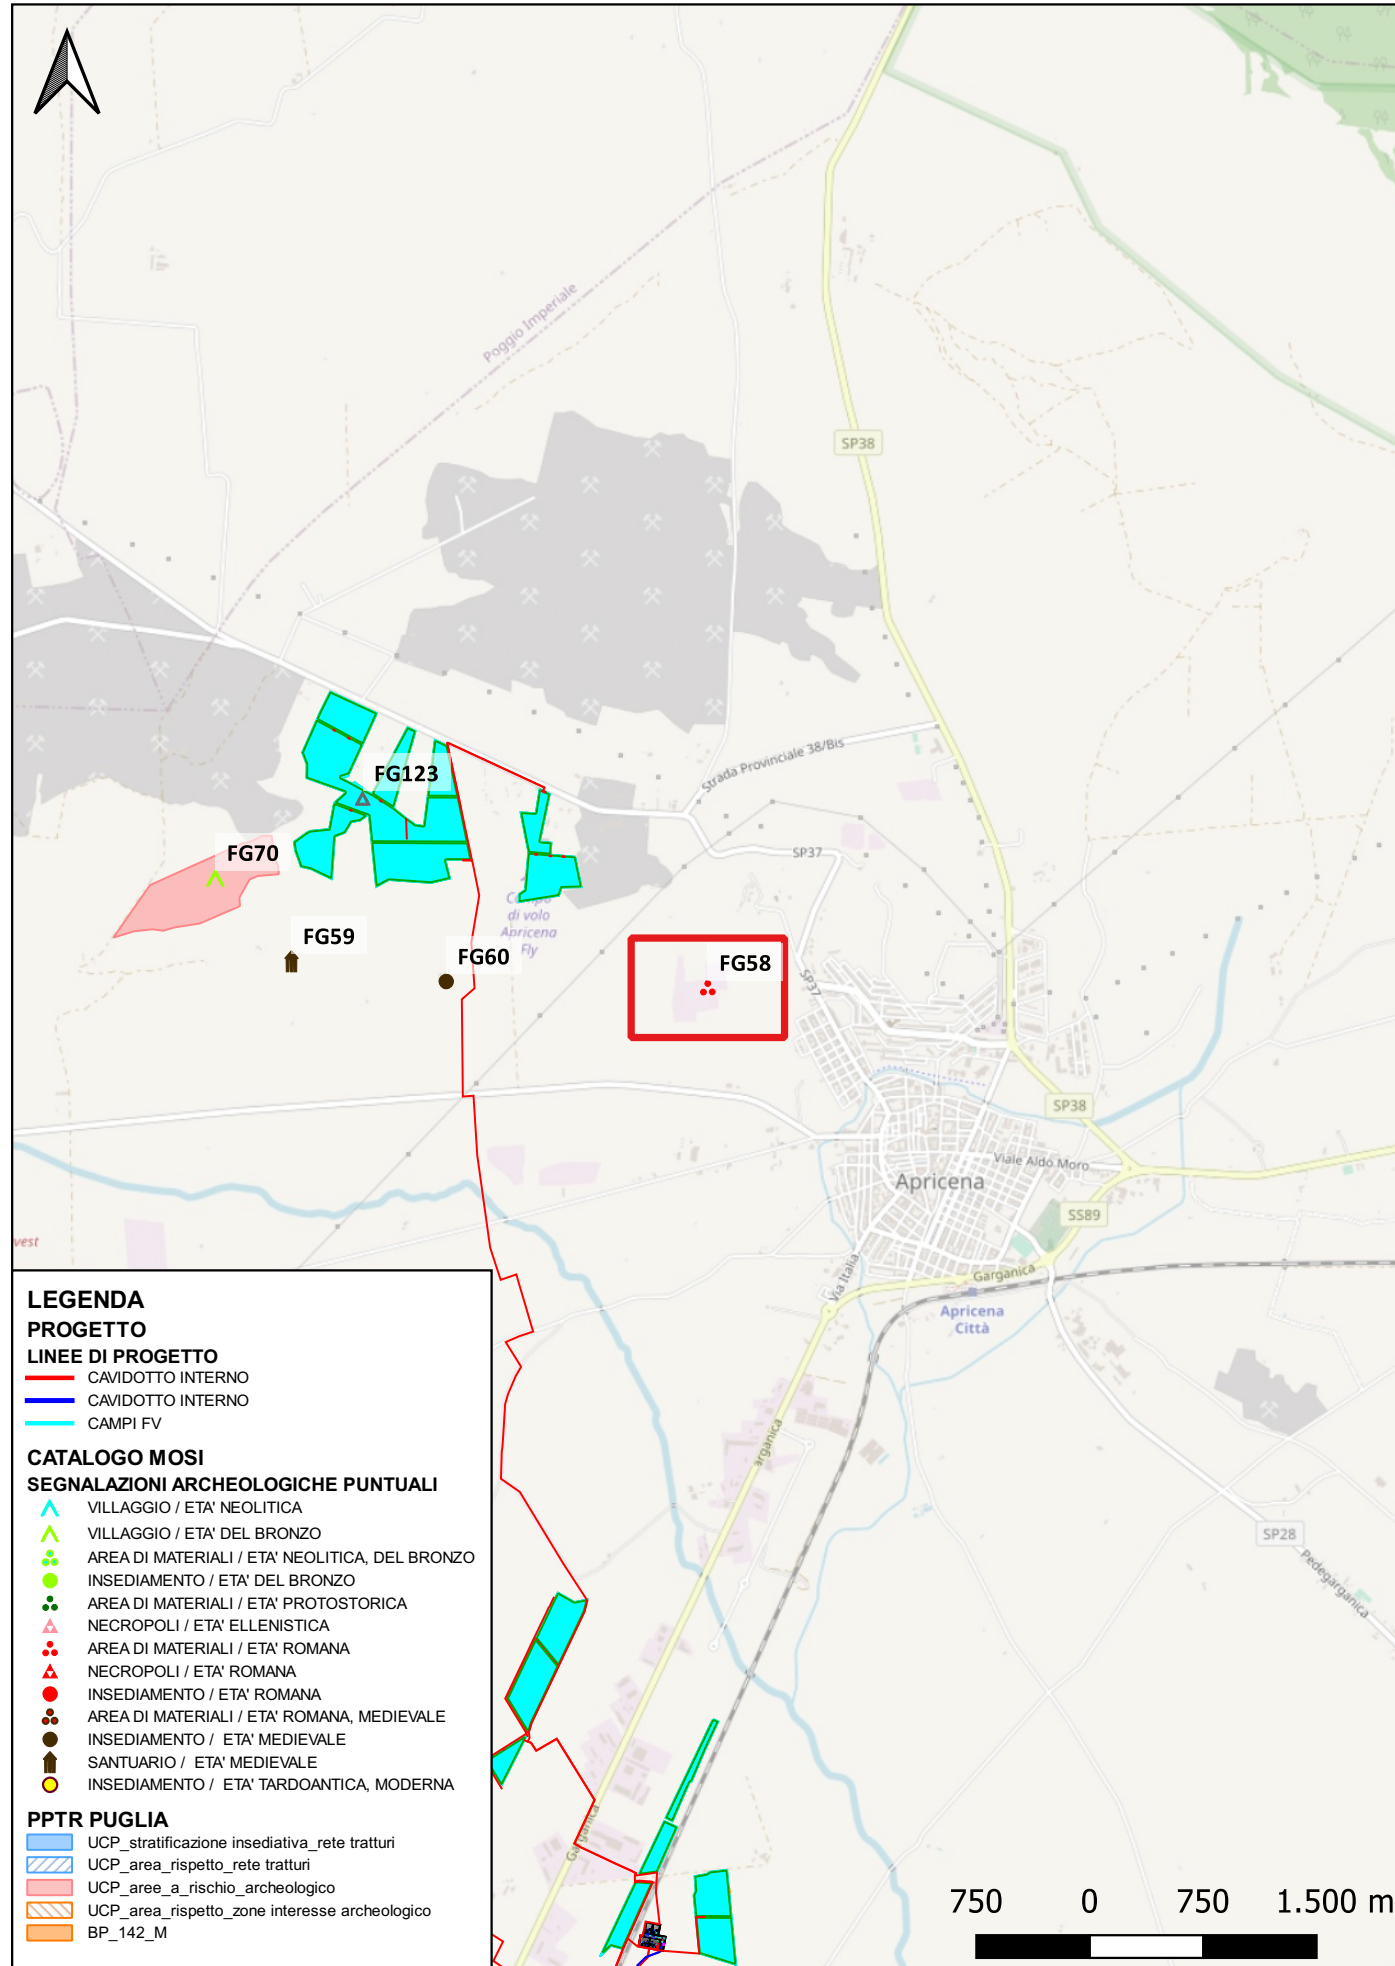 Poggio Imperiale
SP38
Strada Provinciale 38/Bis
FG123
SP37
FG70
Campo
di volo
Apricena
Fly
FG59
FG60
FG58
SP37
SP38
Viale Aldo Moro
Apricena
SS89
vest
Via Italia
Garganica
Apricena
Città
LEGENDA
PROGETTO
LINEE DI PROGETTO
CAVIDOTTO INTERNO
CAVIDOTTO INTERNO
CAMPI FV
CATALOGO MOSI
SEGNALAZIONI ARCHEOLOGICHE PUNTUALI
VILLAGGIO / ETA' NEOLITICA
VILLAGGIO / ETA' DEL BRONZO
AREA DI MATERIALI / ETA' NEOLITICA, DEL BRONZO
INSEDIAMENTO / ETA' DEL BRONZO
AREA DI MATERIALI / ETA' PROTOSTORICA
NECROPOLI / ETA' ELLENISTICA
AREA DI MATERIALI / ETA' ROMANA
NECROPOLI / ETA' ROMANA
INSEDIAMENTO / ETA' ROMANA
AREA DI MATERIALI / ETA' ROMANA, MEDIEVALE
INSEDIAMENTO /  ETA' MEDIEVALE
SANTUARIO /  ETA' MEDIEVALE
INSEDIAMENTO /  ETA' TARDOANTICA, MODERNA
PPTR PUGLIA
UCP_stratificazione insediativa_rete tratturi
UCP_area_rispetto_rete tratturi
UCP_aree_a_rischio_archeologico
UCP_area_rispetto_zone interesse archeologico
BP_142_M
arganica
SP28
Pedegarganica
Garganica
750 0 750 1.500 m